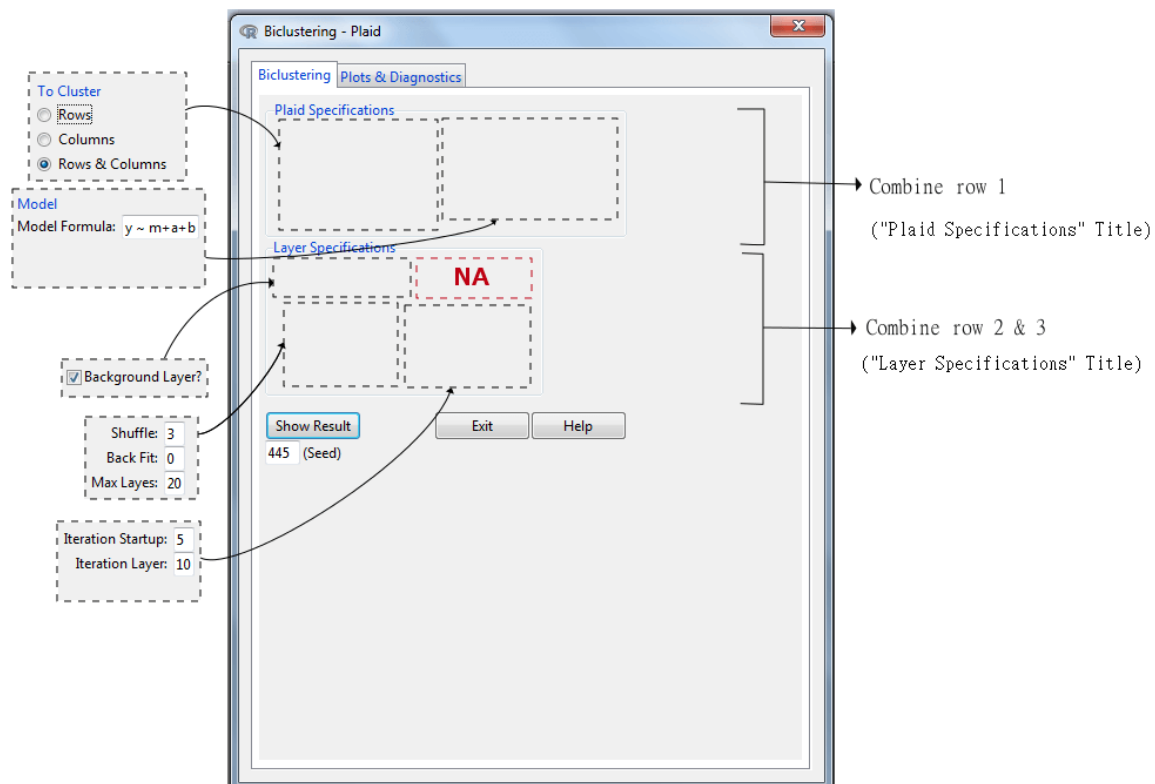 Biclustering - Plaid
Biclustering
Plots & Diagnostics
To Cluster
Rows
Columns
Rows & Columns
Model
Model Formula: y ~ m+a+b
Plaid Specifications
Combine row 1
("Plaid Specifications" Title)
Layer Specifications
NA
Combine row 2 & 3
("Layer Specifications" Title)
Background Layer?
Shuffle: 3
Back Fit: 0
Max Layes: 20
Show Result
Exit
Help
445 (Seed)
Iteration Startup: 5
Iteration Layer: 10